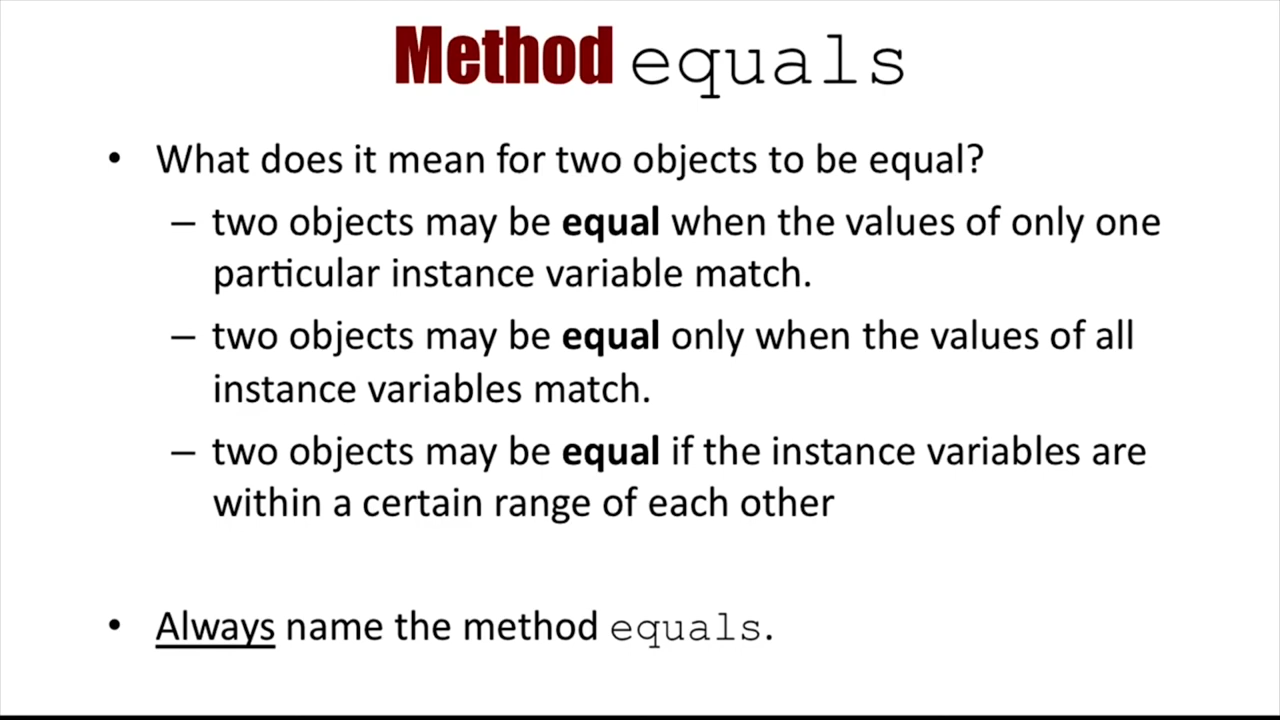 Method equals
• What does it mean for two objects to be equal?
– two objects may be equal when the values of only one
particular instance variable match.
– two objects may be equal only when the values of all
instance variables match.
– two objects may be equal if the instance variables are
within a certain range of each other
• Always name the method equals.